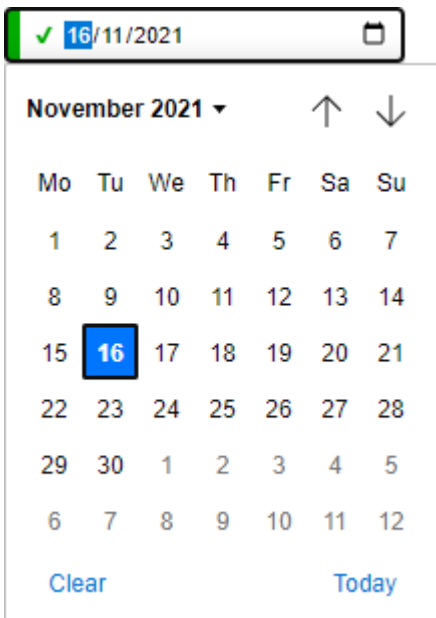 ✓ 16/11/2021
November 2021
Mo Tu We Th Fr Sa Su
1 2 3 4 5 6 7
8 9 10 11 12 13 14
15 16 17 18 19 20 21
22 23 24 25 26 27 28
29 30 1 2 3 4 5
6 7 8 9 10 11 12
Clear Today